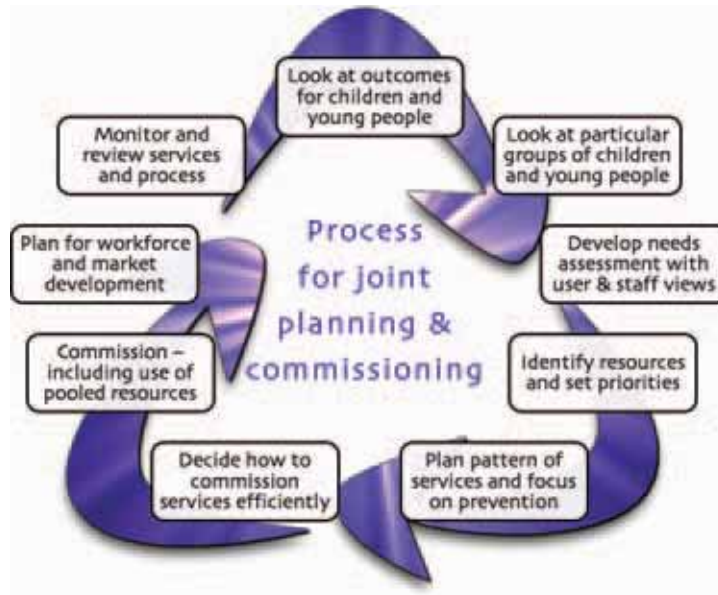 Look at outcomes
for children and
young people
Look at particular
groups of children
and young people
Develop needs
assessment with
user & staff views
Identify resources
and set priorities
Plan pattern of
services and focus
on prevention
Decide how to
commission
services efficiently
Commission –
including use of
pooled resources
Plan for workforce
and market
development
Monitor and
review services
and process
Process
for joint
planning &
commissioning